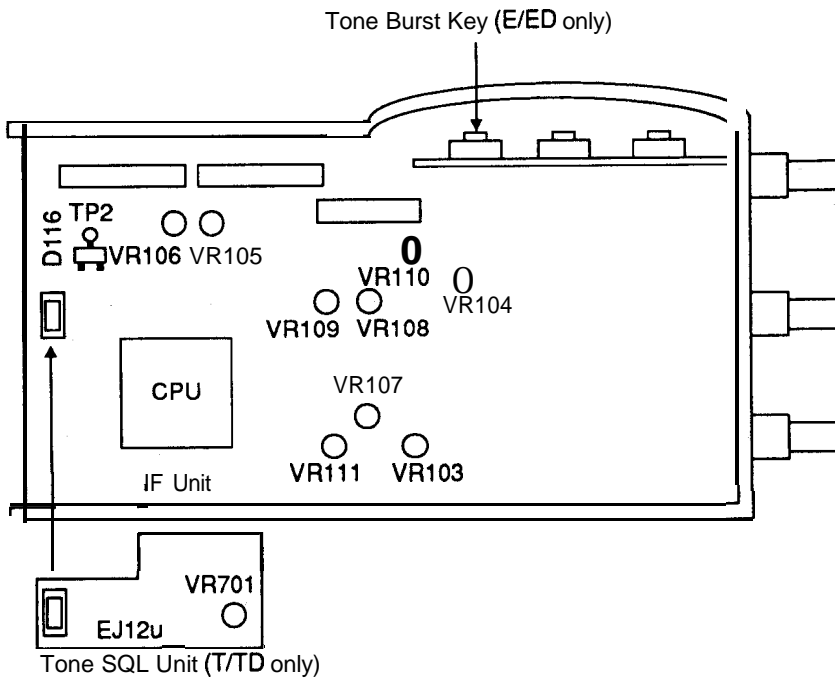 Tone Burst Key (E/ED only)
D116
TP2
VR106 VR105
VR110
VR104
VR109 VR108
CPU
VR107
VR111 VR103
IF Unit
VR701
EJ12u
Tone SQL Unit (T/TD only)